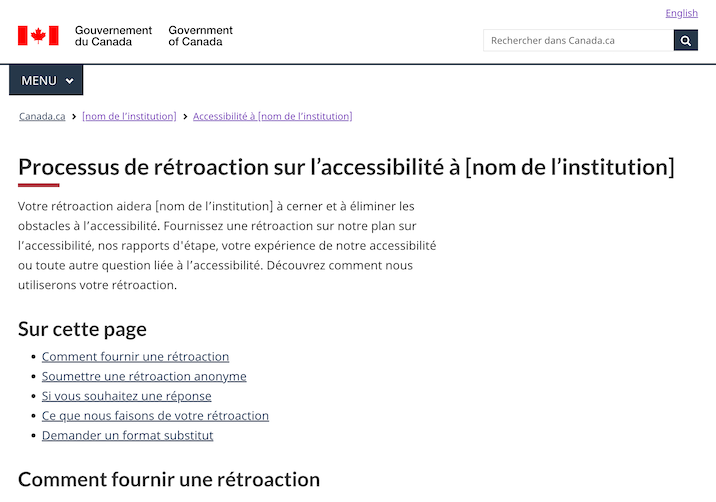 English
Gouvernement
du Canada
Government
of Canada
Rechercher dans Canada.ca
MENU
Canada.ca > [nom de l'institution] > Accessibilité à [nom de l'institution]
Processus de rétroaction sur l’accessibilité à [nom de l’institution]
Votre rétroaction aidera [nom de l’institution] à cerner et à éliminer les
obstacles à l’accessibilité. Fournissez une rétroaction sur notre plan sur
l’accessibilité, nos rapports d'étape, votre expérience de notre accessibilité
ou toute autre question liée à l’accessibilité. Découvrez comment nous
utiliserons votre rétroaction.
Sur cette page
• Comment fournir une rétroaction
• Soumettre une rétroaction anonyme
• Si vous souhaitez une réponse
• Ce que nous faisons de votre rétroaction
• Demander un format substitut
Comment fournir une rétroaction